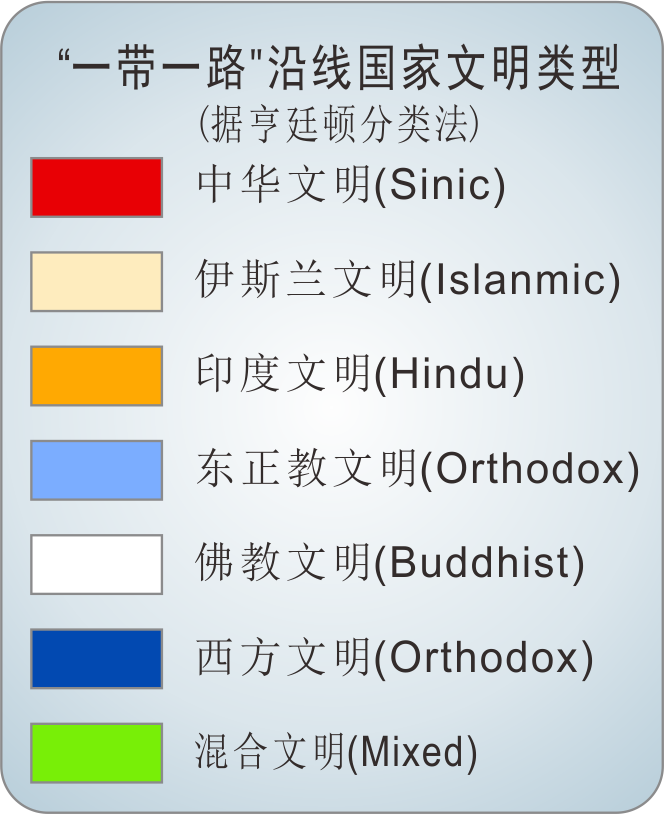 “一带一路"沿线国家文明类型
(据亨廷顿分类法)
中华文明(Sinic)
伊斯兰文明(Islanmic)
印度文明(Hindu)
东正教文明(Orthodox)
佛教文明(Buddhist)
西方文明(Orthodox)
混合文明(Mixed)